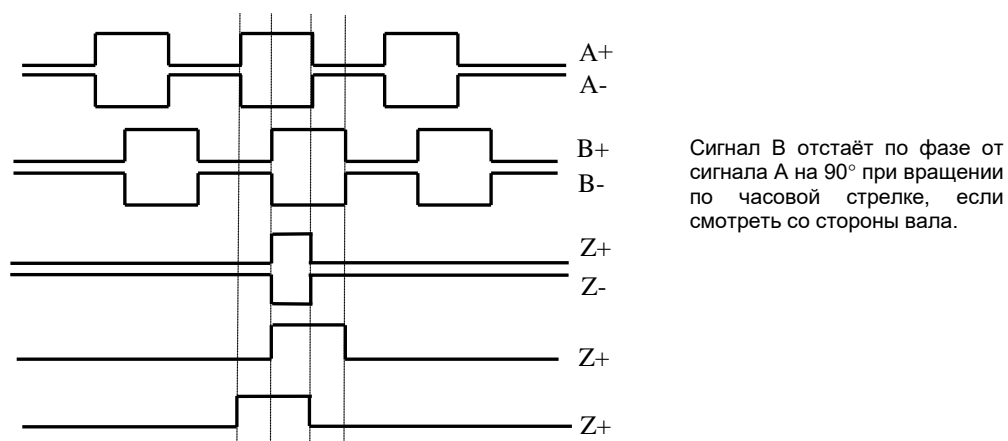 A+
A-
B+
B-
Z+
Z-
Z+
Z+
Сигнал В отстаёт по фазе от
сигнала А на 90° при вращении
по часовой стрелке, если
смотреть со стороны вала.